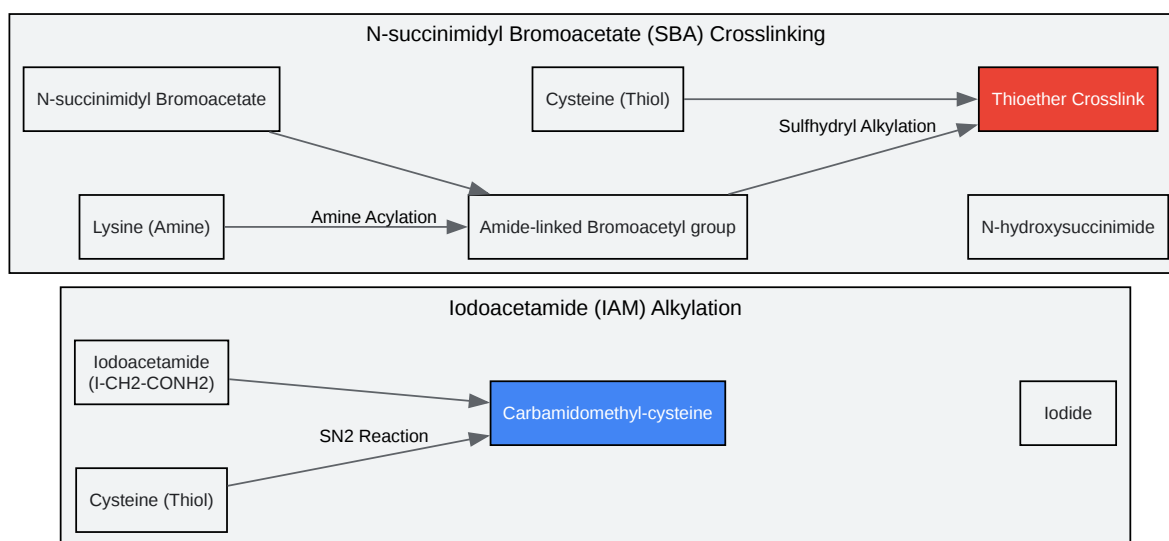 N-succinimidyl Bromoacetate (SBA) Crosslinking
N-succinimidyl Bromoacetate
Cysteine (Thiol)
Thioether Crosslink
Sulfhydryl Alkylation
Lysine (Amine)
Amine Acylation
Amide-linked Bromoacetyl group
N-hydroxysuccinimide
Iodoacetamide (IAM) Alkylation
Iodoacetamide
(I-CH2-CONH2)
Carbamidomethyl-cysteine
Iodide
SN2 Reaction
Cysteine (Thiol)